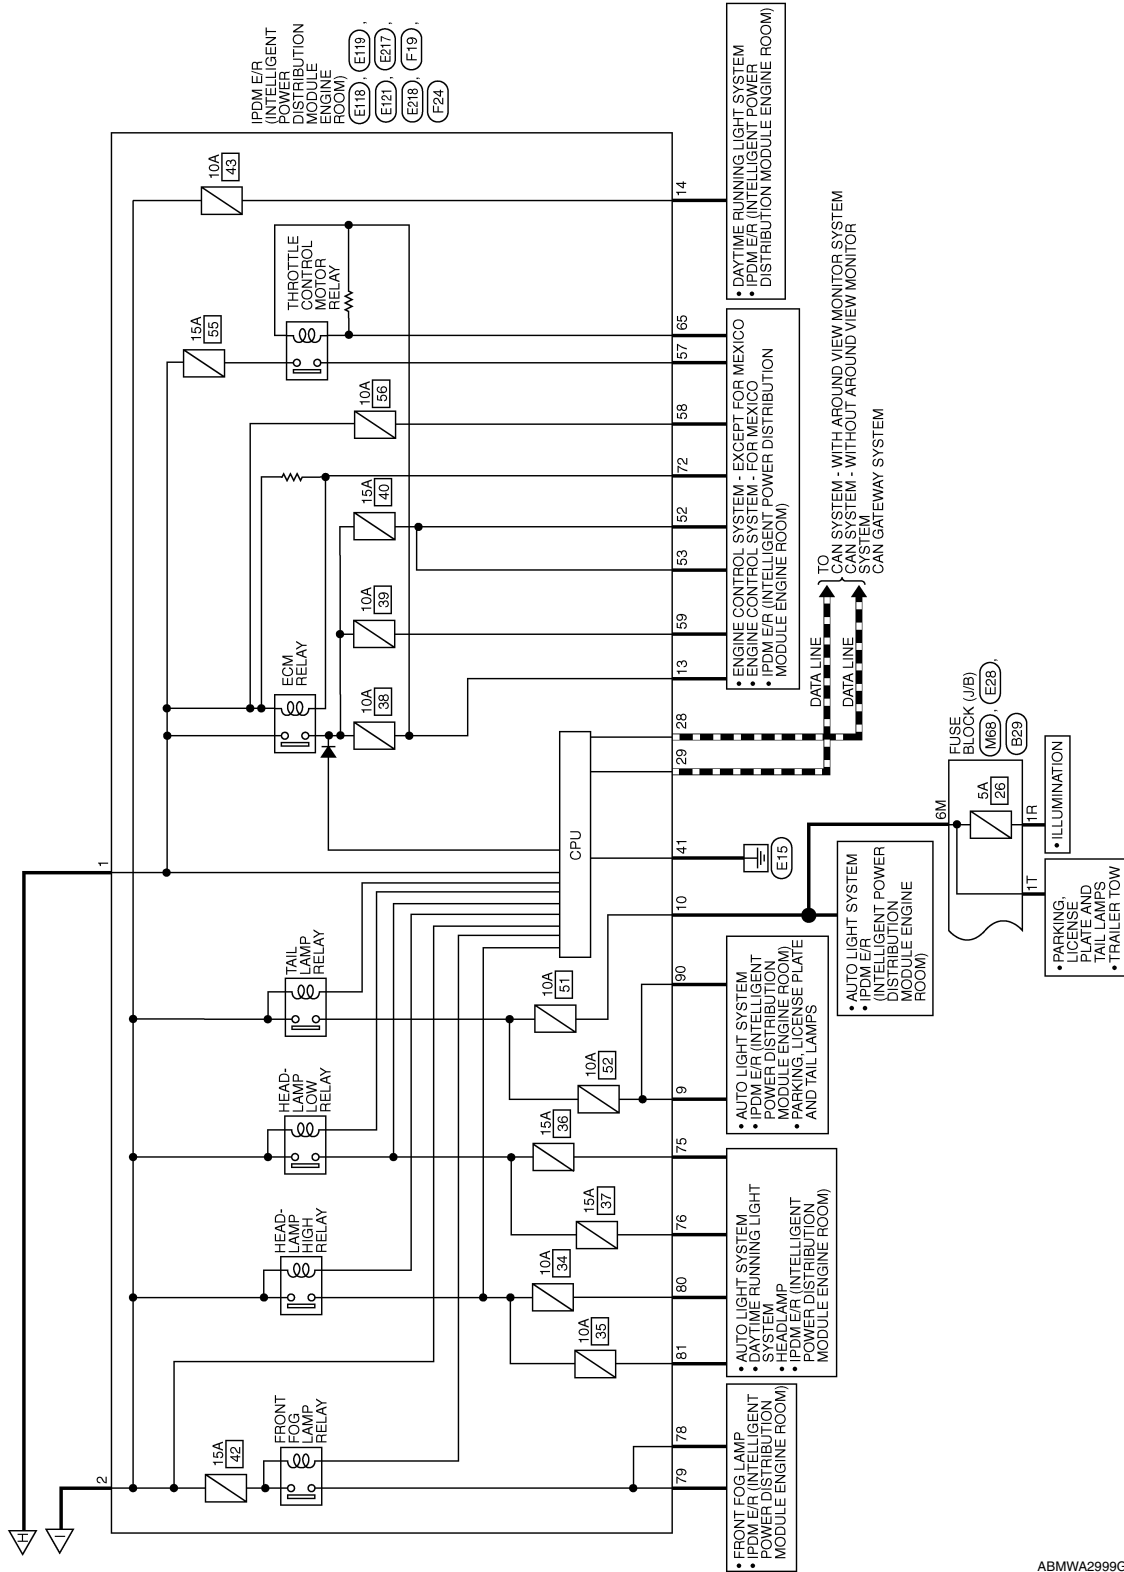 IPDM E/R
(INTELLIGENT
POWER
DISTRIBUTION
MODULE
ENGINE
ROOM)
E118 , E119 ,
E121 , E217 ,
E218 , F19 ,
F24
2
15A
42
FRONT
FOG
LAMP
RELAY
HEAD-
LAMP
HIGH
RELAY
10A
35
10A
34
HEAD-
LAMP
LOW
RELAY
15A
37
15A
36
TAIL
LAMP
RELAY
10A
52
10A
51
1
CPU
ECM
RELAY
10A
38
10A
39
15A
40
10A
56
15A
55
THROTTLE
CONTROL
MOTOR
RELAY
10A
43
H
I
79
78
81
80
76
75
9
90
10
41
29
28
13
59
53
52
72
58
57
65
14
• FRONT FOG LAMP
• IPDM E/R (INTELLIGENT
POWER DISTRIBUTION
MODULE ENGINE ROOM)
• AUTO LIGHT SYSTEM
• DAYTIME RUNNING LIGHT
SYSTEM
• HEADLAMP
• IPDM E/R (INTELLIGENT
POWER DISTRIBUTION
MODULE ENGINE ROOM)
• AUTO LIGHT SYSTEM
• IPDM E/R (INTELLIGENT
POWER DISTRIBUTION
MODULE ENGINE ROOM)
• PARKING, LICENSE PLATE
AND TAIL LAMPS
• AUTO LIGHT SYSTEM
• IPDM E/R
(INTELLIGENT POWER
DISTRIBUTION
MODULE ENGINE
ROOM)
E15
DATA LINE
DATA LINE
TO
CAN SYSTEM - WITH AROUND VIEW MONITOR SYSTEM
CAN SYSTEM - WITHOUT AROUND VIEW MONITOR
SYSTEM
CAN GATEWAY SYSTEM
• ENGINE CONTROL SYSTEM - EXCEPT FOR MEXICO
• ENGINE CONTROL SYSTEM - FOR MEXICO
• IPDM E/R (INTELLIGENT POWER DISTRIBUTION
MODULE ENGINE ROOM)
• DAYTIME RUNNING LIGHT SYSTEM
• IPDM E/R (INTELLIGENT POWER
DISTRIBUTION MODULE ENGINE ROOM)
FUSE
BLOCK (J/B)
M68 , E28 ,
B29
6M
5A
26
1T
1R
• PARKING,
LICENSE
PLATE AND
TAIL LAMPS
• TRAILER TOW
• ILLUMINATION
ABMWA2999G